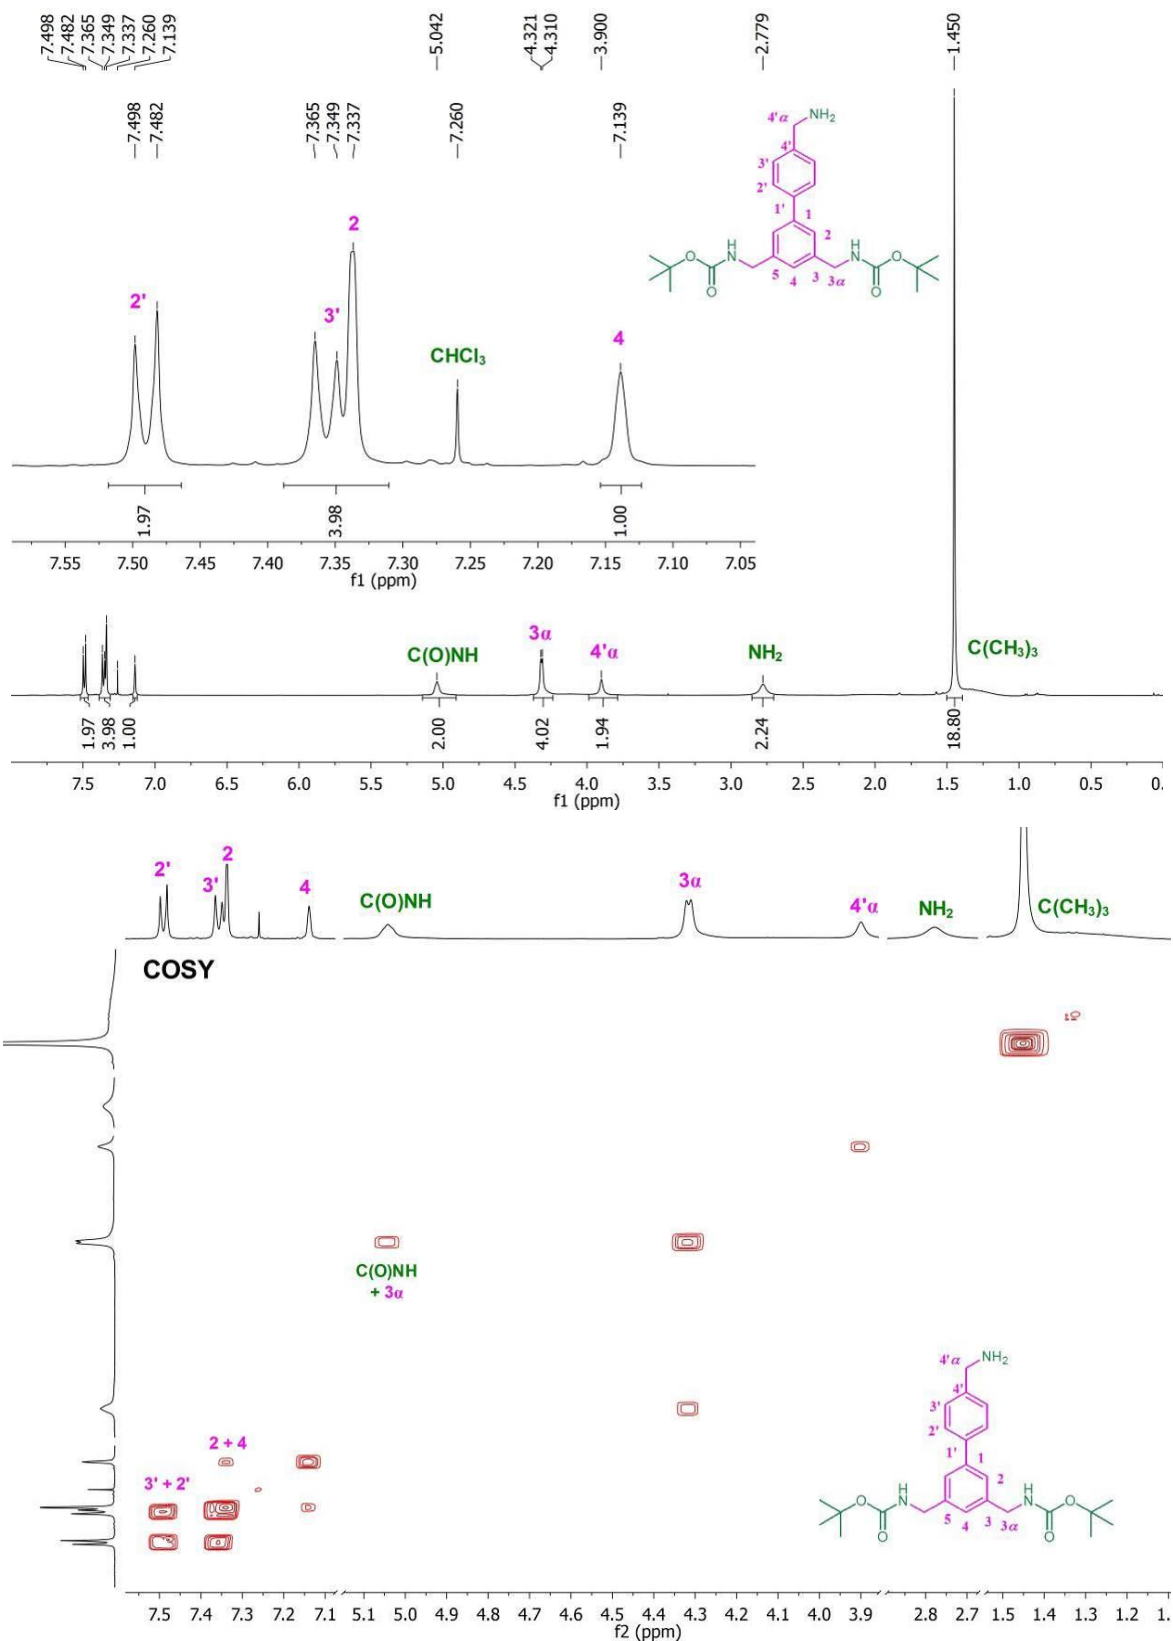 7.498
7.482
7.365
7.349
7.337
7.260
7.139
5.042
4.321
4.310
3.900
2.779
1.450
7.498
7.482
7.365
7.349
7.337
7.260
7.139
4'α NH₂
4'
3'
2'
1' 1
2
H H
O N N O
5 4 3 3α
O O
2'
3'
2
CHCl₃
4
1.97 3.98 1.00
7.55 7.50 7.45 7.40 7.35 7.30 7.25 7.20 7.15 7.10 7.05
f1 (ppm)
C(O)NH 3α 4'α NH₂ C(CH₃)₃
1.97 3.98 1.00 2.00 4.02 1.94 2.24 18.80
7.5 7.0 6.5 6.0 5.5 5.0 4.5 4.0 3.5 3.0 2.5 2.0 1.5 1.0 0.5 0.
f1 (ppm)
2' 3' 2 4 C(O)NH 3α 4'α NH₂ C(CH₃)₃
COSY
C(O)NH
+ 3α
2 + 4
3' + 2'
4'α NH₂
4'
3'
2'
1' 1
2
H H
O N N O
5 4 3 3α
O O
7.5 7.4 7.3 7.2 7.1 5.1 5.0 4.9 4.8 4.7 4.6 4.5 4.4 4.3 4.2 4.1 4.0 3.9 2.8 2.7 1.5 1.4 1.3 1.2 1.
f2 (ppm)